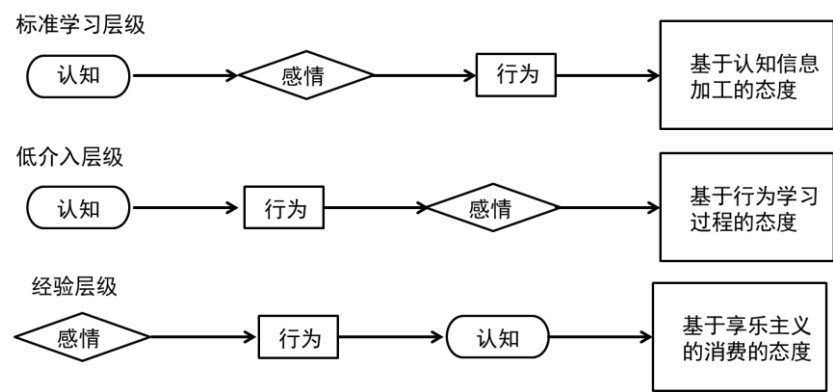 标准学习层级
认知
感情
行为
基于认知信息
加工的态度
低介入层级
认知
行为
感情
基于行为学习
过程的态度
经验层级
感情
行为
认知
基于享乐主义
的消费的态度